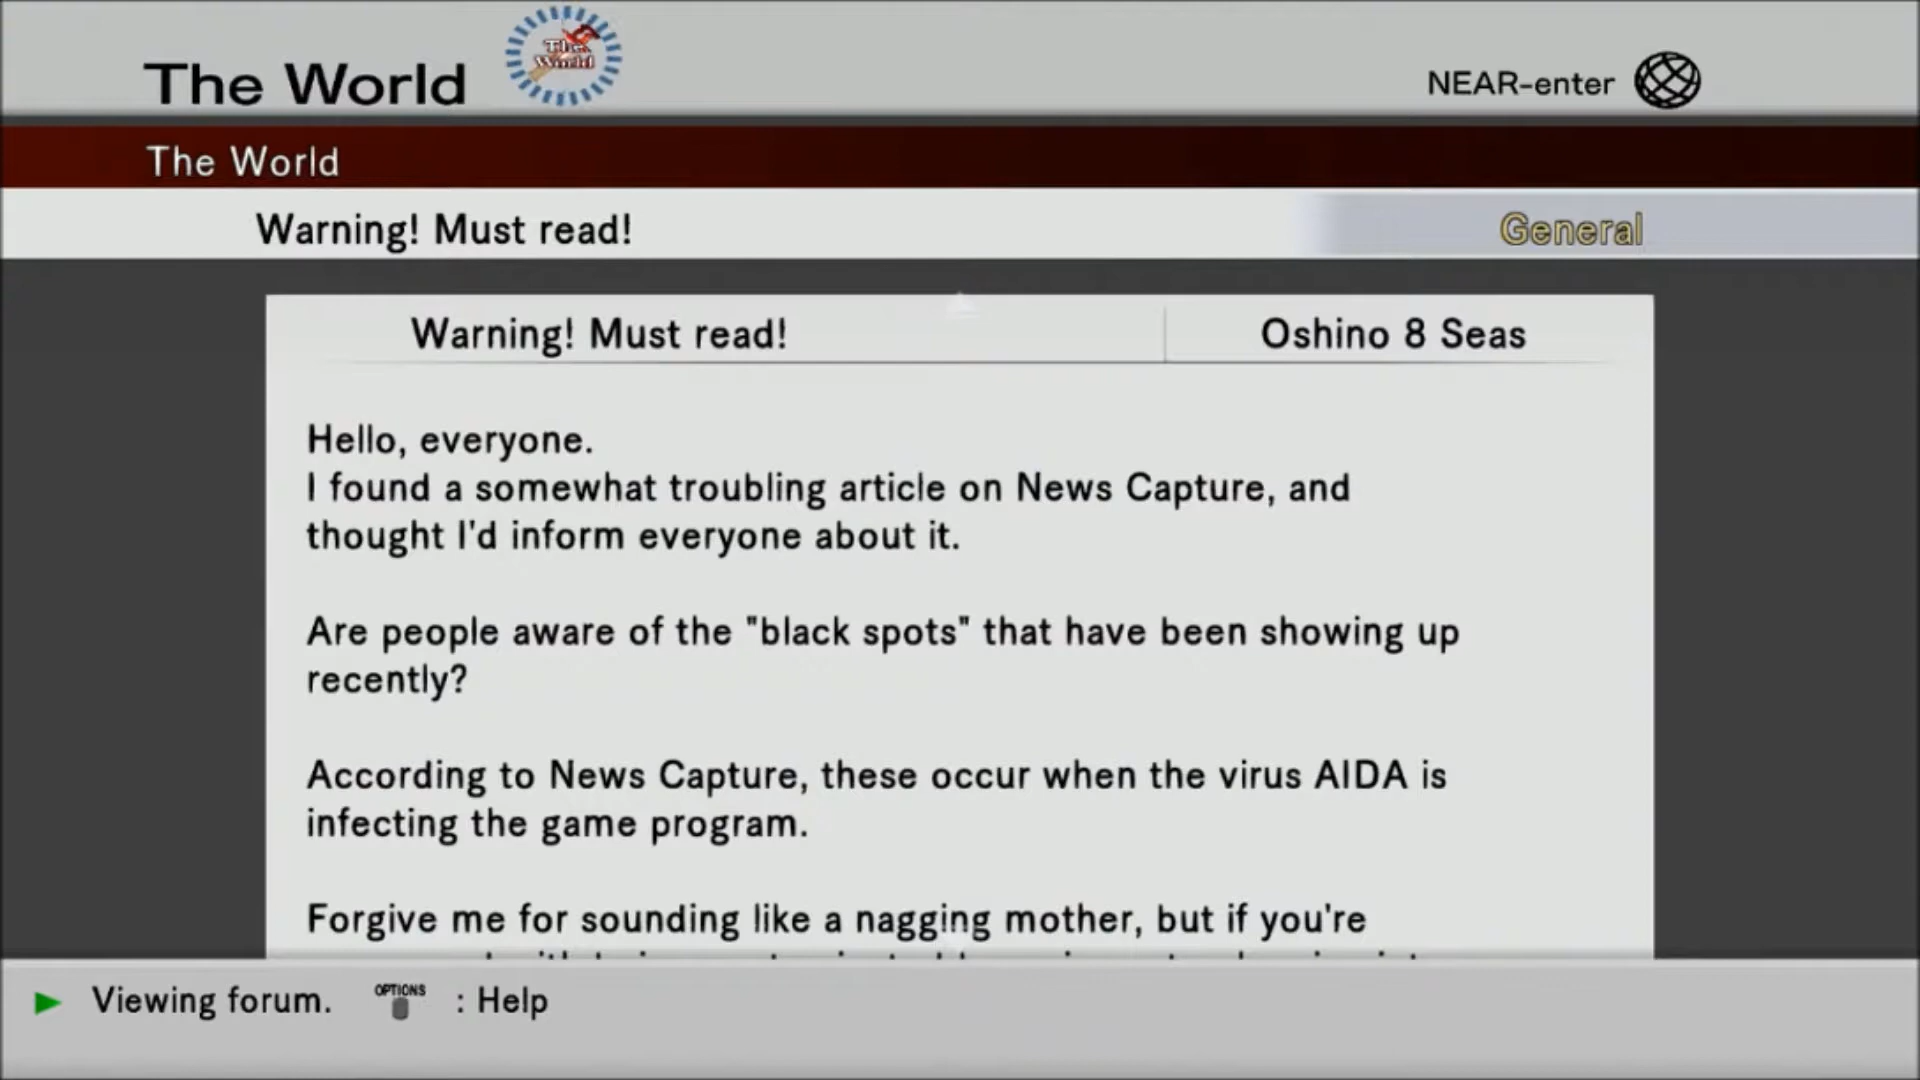 The World
The World
NEAR-enter
The World
Warning! Must read!
General
Warning! Must read!
Oshino 8 Seas
Hello, everyone.
I found a somewhat troubling article on News Capture, and
thought I'd inform everyone about it.
Are people aware of the "black spots" that have been showing up
recently?
According to News Capture, these occur when the virus AIDA is
infecting the game program.
Forgive me for sounding like a nagging mother, but if you're
Viewing forum.
OPTIONS
: Help